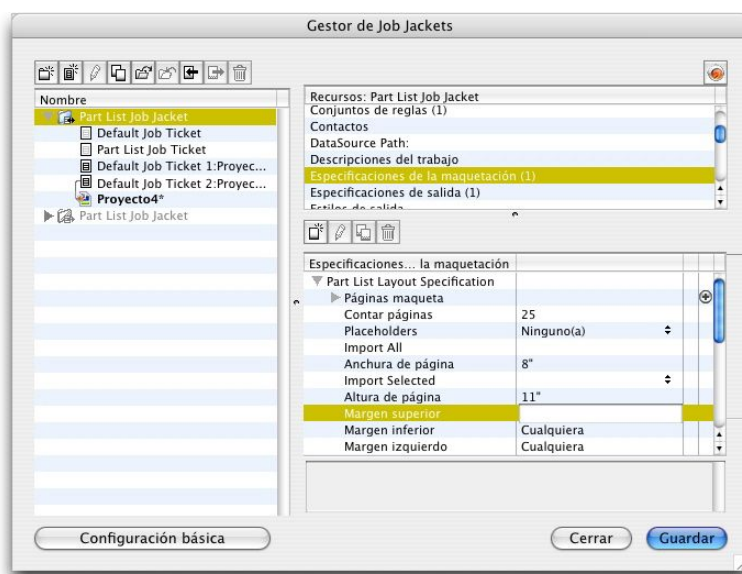 Gestor de Job Jackets
Nombre
Part List Job Jacket
Default Job Ticket
Part List Job Ticket
Default Job Ticket 1:Proyec...
Default Job Ticket 2:Proyec...
Proyecto4*
Part List Job Jacket
Recursos: Part List Job Jacket
Conjuntos de reglas (1)
Contactos
DataSource Path:
Descripciones del trabajo
Especificaciones de la maquetación (1)
Especificaciones de salida (1)
Estilos de salida
Especificaciones... la maquetación
Part List Layout Specification
Páginas maqueta
Contar páginas 25
Placeholders Ninguno(a)
Import All
Anchura de página 8"
Import Selected
Altura de página 11"
Margen superior
Margen inferior Cualquiera
Margen izquierdo Cualquiera
Configuración básica
Cerrar
Guardar